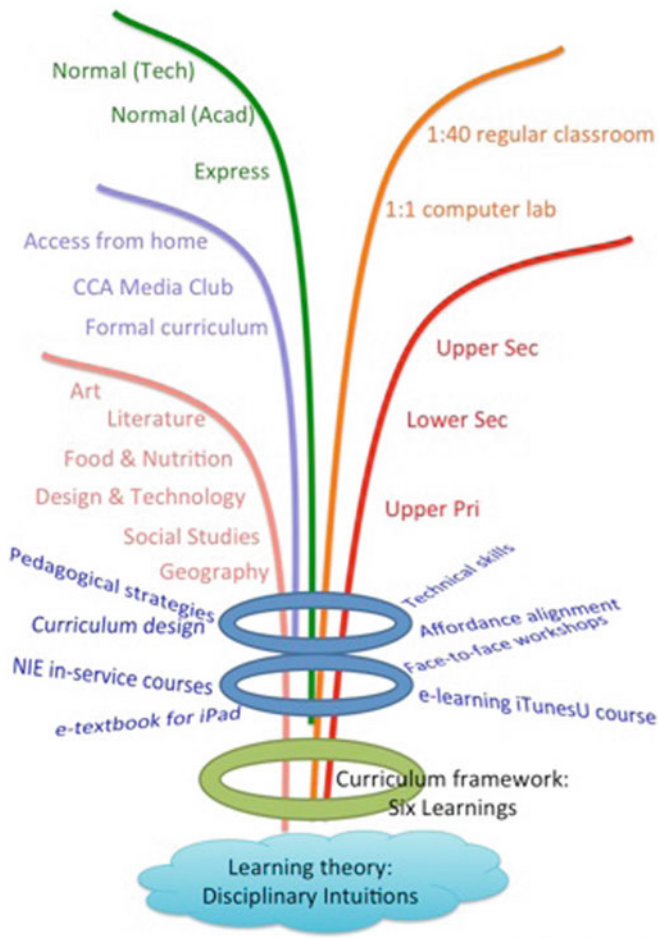 Normal (Tech)
Normal (Acad)
Express
1:40 regular classroom
1:1 computer lab
Access from home
CCA Media Club
Formal curriculum
Upper Sec
Lower Sec
Upper Pri
Art
Literature
Food & Nutrition
Design & Technology
Social Studies
Geography
Pedagogical strategies
Curriculum design
Technical skills
Affordance alignment
NIE in-service courses
e-textbook for iPad
Face-to-face workshops
e-learning iTunesU course
Curriculum framework:
Six Learnings
Learning theory:
Disciplinary Intuitions